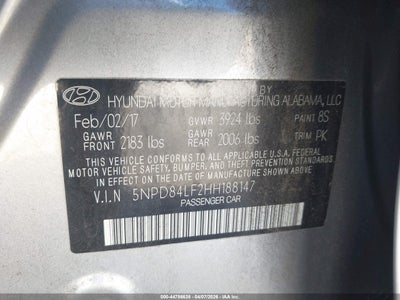 BY
HYUNDAI MOTOR MANUFACTURING ALABAMA, LLC
Feb/02/17 GVWR 3924 lbs PAINT 8S
GAWR FRONT 2183 lbs GAWR REAR 2006 lbs TRIM PK
THIS VEHICLE CONFORMS TO ALL APPLICABLE U.S.A. FEDERAL
MOTOR VEHICLE SAFETY, BUMPER, AND THEFT PREVENTION
STANDARDS IN EFFECT ON THE DATE OF MANUFACTURE SHOWN ABOVE.
V.I.N 5NPD84LF2HH188147
PASSENGER CAR